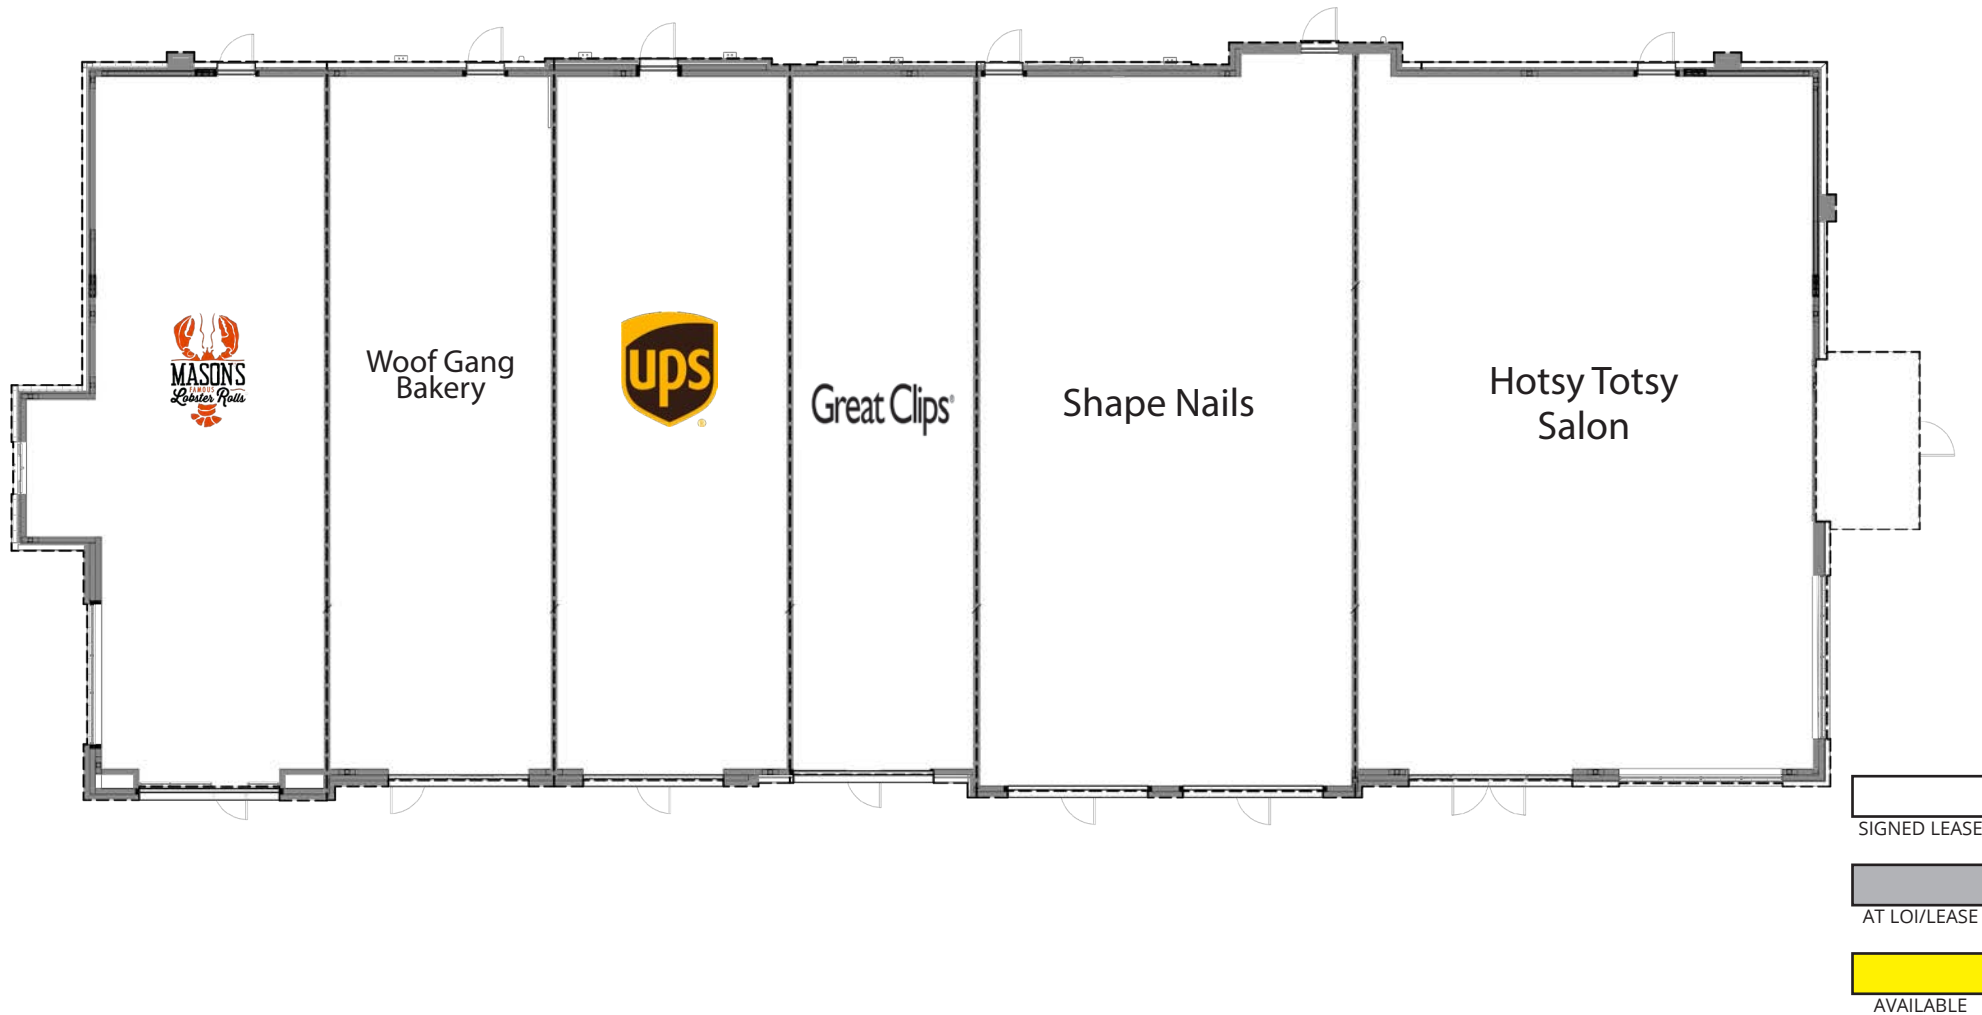 MASONS
FAMOUS
Lobster Rolls
Woof Gang
Bakery
ups
®
Great Clips®
Shape Nails
Hotsy Totsy
Salon
SIGNED LEASE
AT LOI/LEASE
AVAILABLE